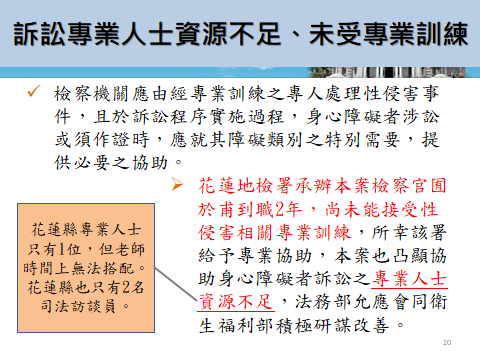 訴訟專業人士資源不足、未受專業訓練
✓ 檢察機關應由經專業訓練之專人處理性侵害事
件，且於訴訟程序實施過程，身心障礙者涉訟
或須作證時，應就其障礙類別之特別需要，提
供必要之協助。
➢ 花蓮地檢署承辦本案檢察官囿
於甫到職2年，尚未能接受性
侵害相關專業訓練，所幸該署
給予專業協助，本案也凸顯協
助身心障礙者訴訟之專業人士
資源不足，法務部允應會同衛
生福利部積極研謀改善。
花蓮縣專業人士
只有1位，但老師
時間上無法搭配。
花蓮縣也只有2名
司法訪談員。
20